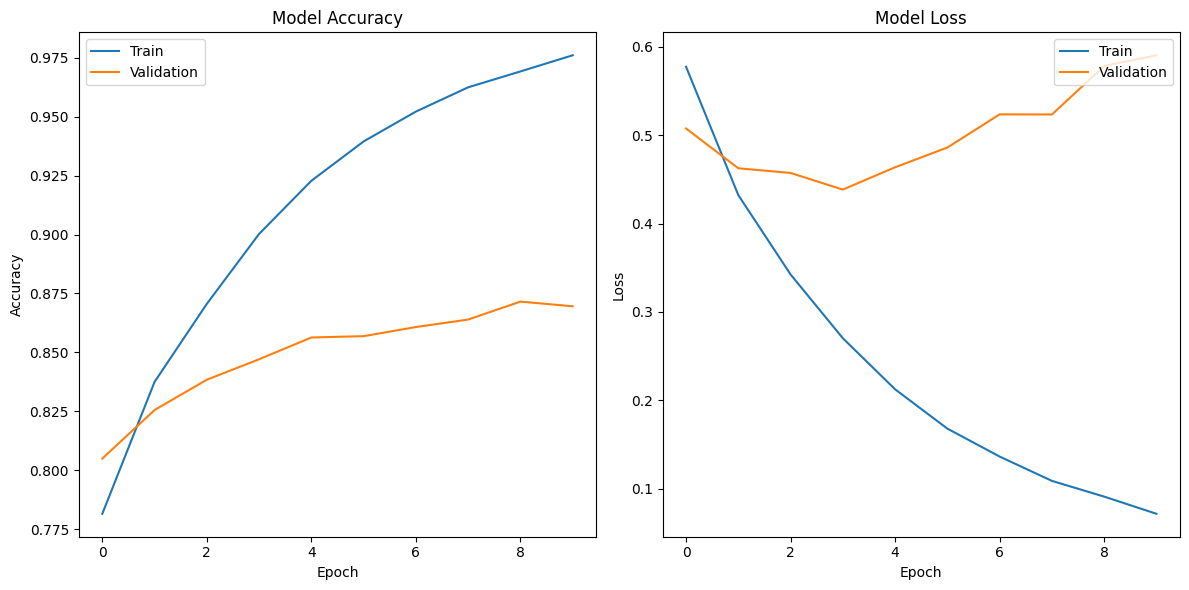 Model Accuracy
Train
Validation
0.975
0.950
0.925
0.900
0.875
0.850
0.825
0.800
0.775
Accuracy
0 2 4 6 8
Epoch
Model Loss
Train
Validation
0.6
0.5
0.4
0.3
0.2
0.1
Loss
0 2 4 6 8
Epoch